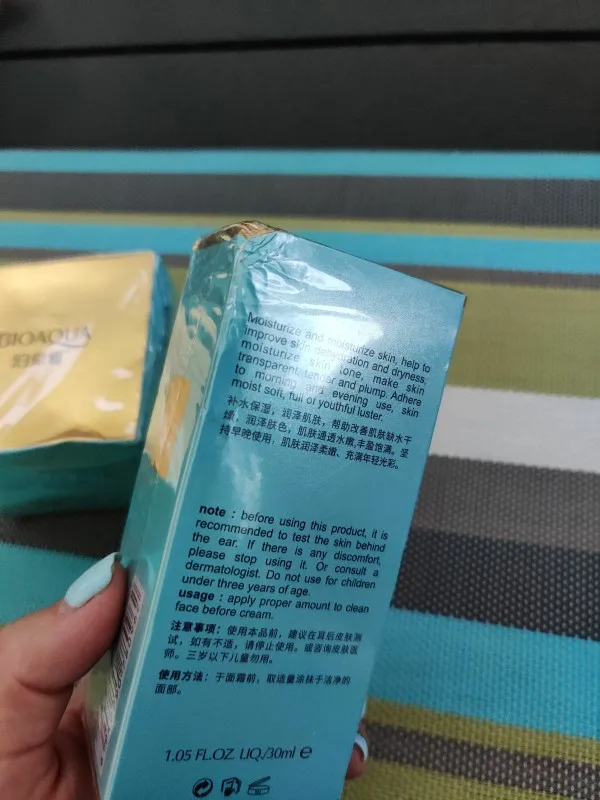 BIOAQUA
Moisturize and moisturize skin, help to
improve skin dehydration and dryness,
moisturize skin tone, make skin
transparent, tender and plump. Adhere
to morning and evening use, skin
moist soft, full of youthful luster.
补水保湿，润泽肌肤，帮助改善肌肤缺水干
燥，润泽肤色，肌肤通透水嫩,丰盈饱满。坚
持早晚使用，肌肤润泽柔嫩、充满年轻光彩。
note : before using this product, it is
recommended to test the skin behind
the ear. If there is any discomfort,
please stop using it. Or consult a
dermatologist. Do not use for children
under three years of age.
usage : apply proper amount to clean
face before cream.
注意事项：使用本品前，建议在耳后皮肤测
试，如有不适，请停止使用。或咨询皮肤医
师。三岁以下儿童勿用。
使用方法：于面霜前，取适量涂抹于洁净的
面部。
1.05 FL.OZ. LIQ./30ml e